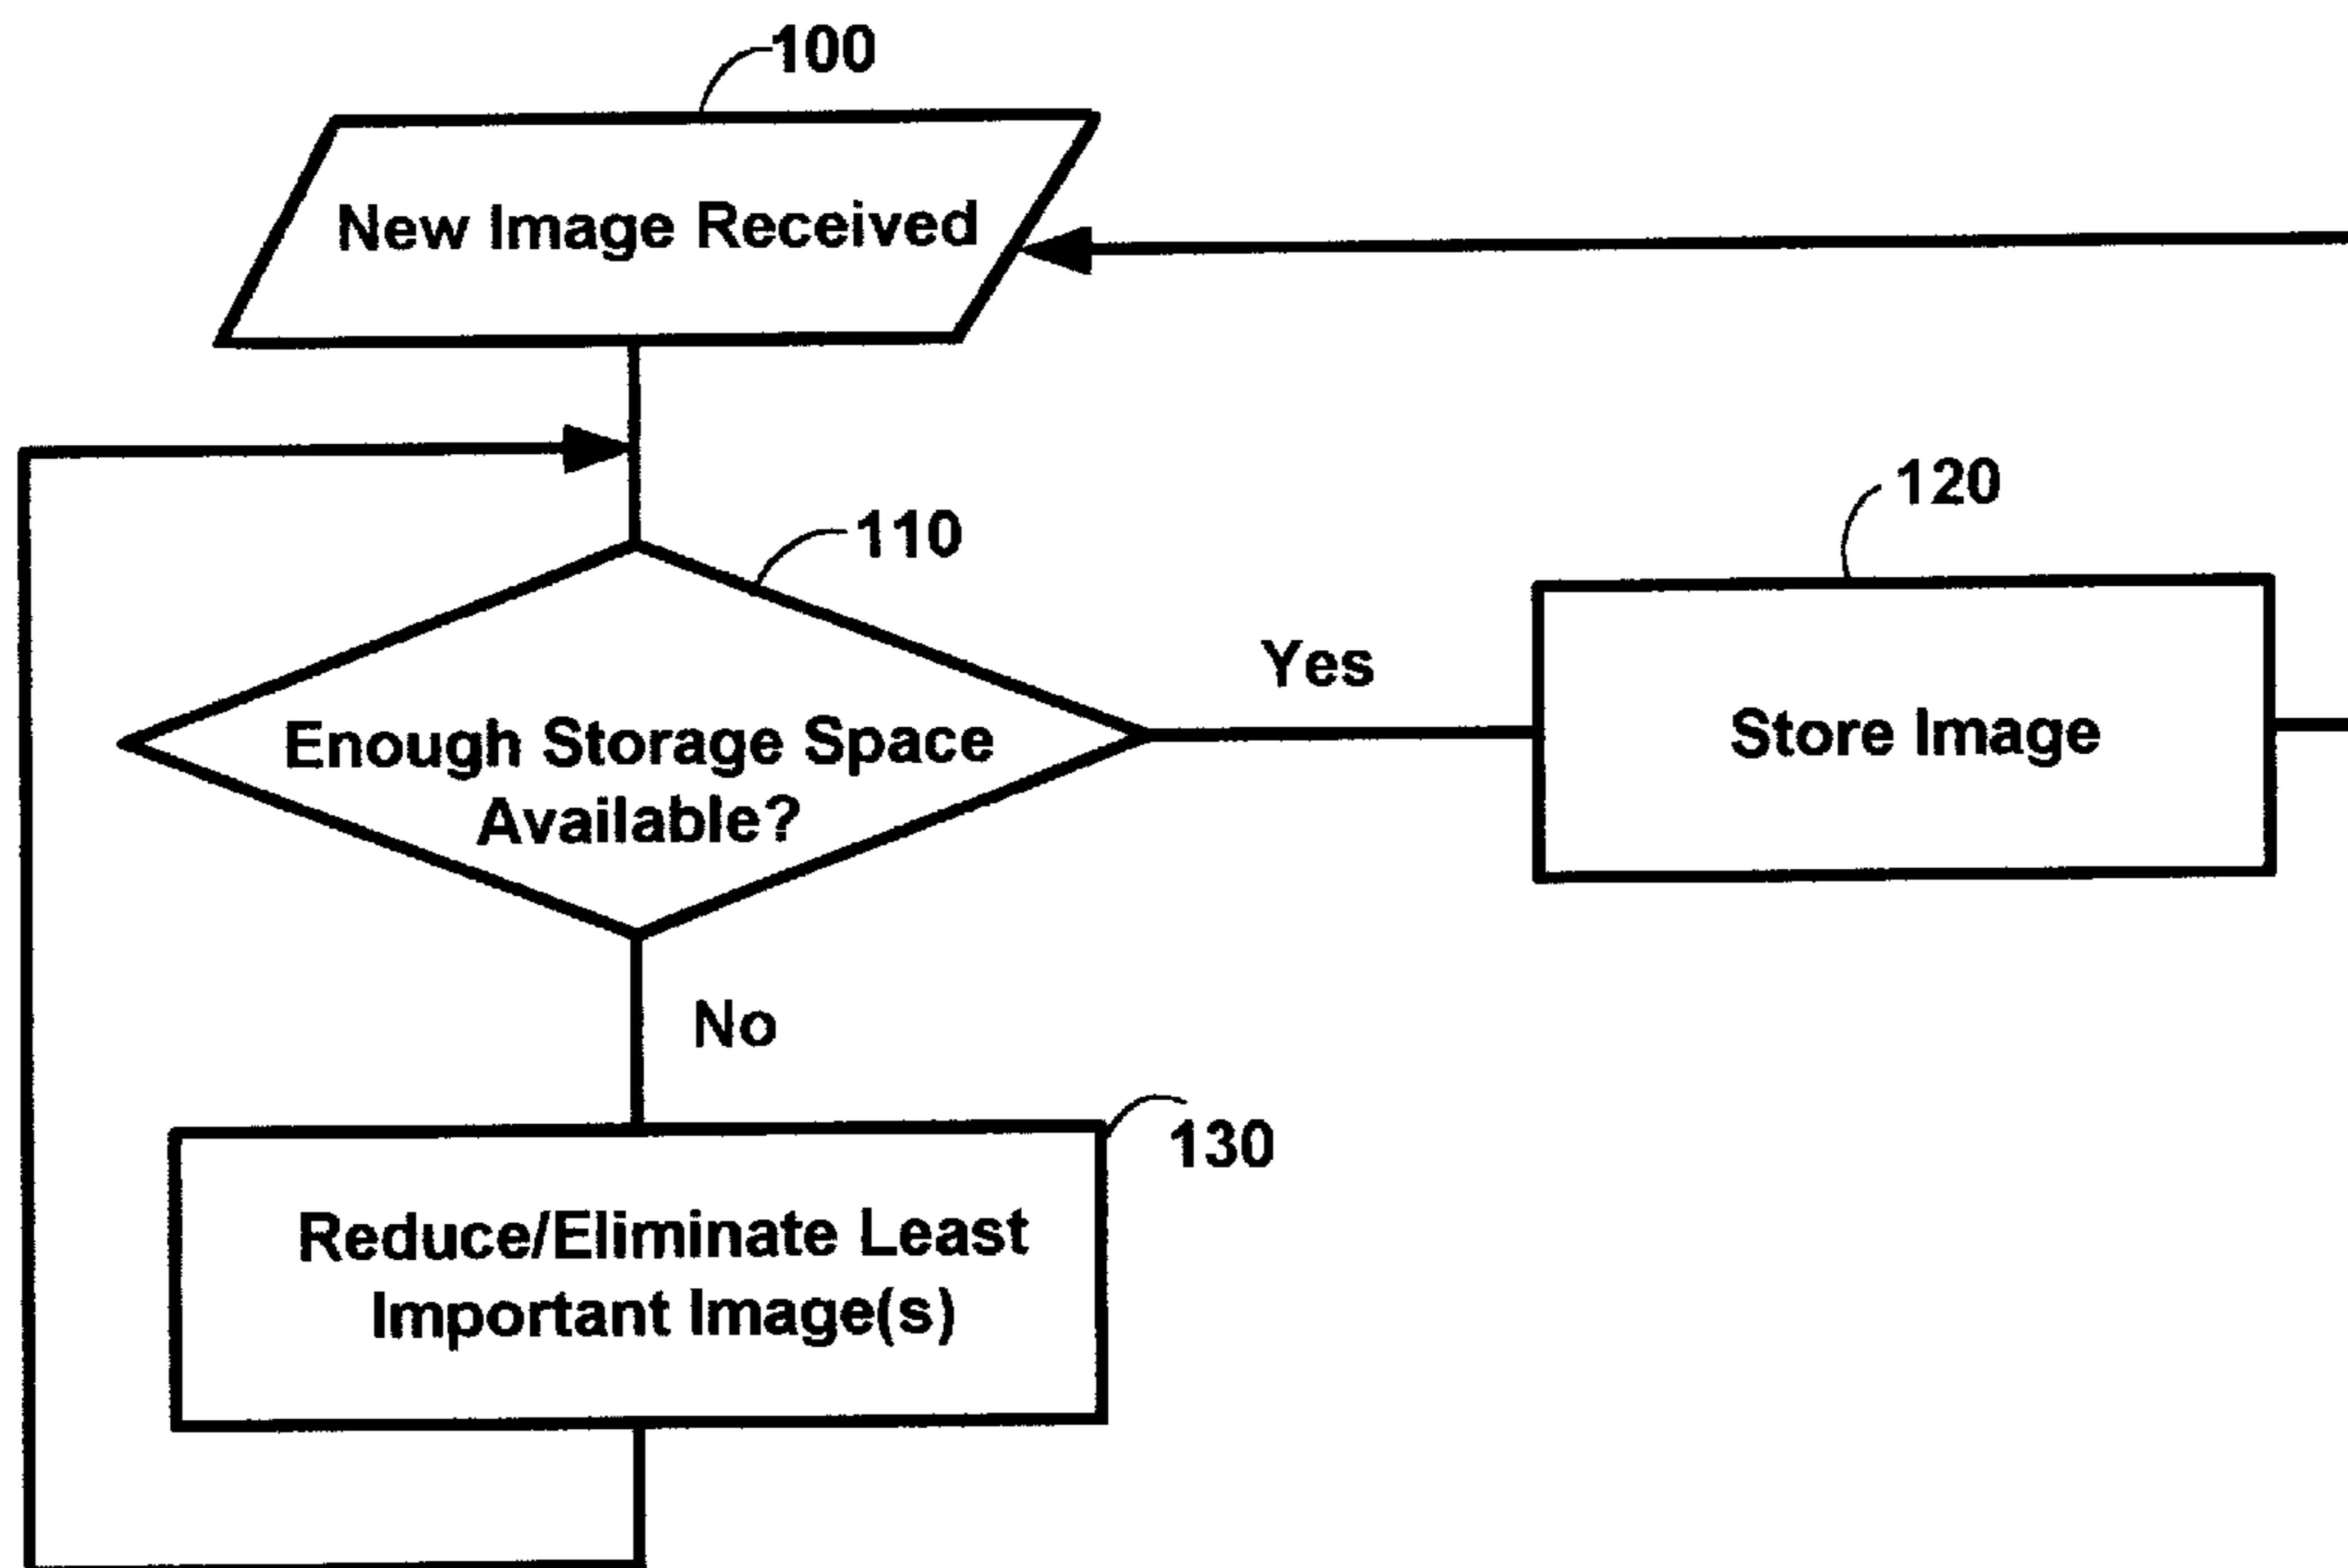 100
New Image Received
110
120
Yes
Enough Storage Space
Available?
Store Image
No
130
Reduce/Eliminate Least
Important Image(s)